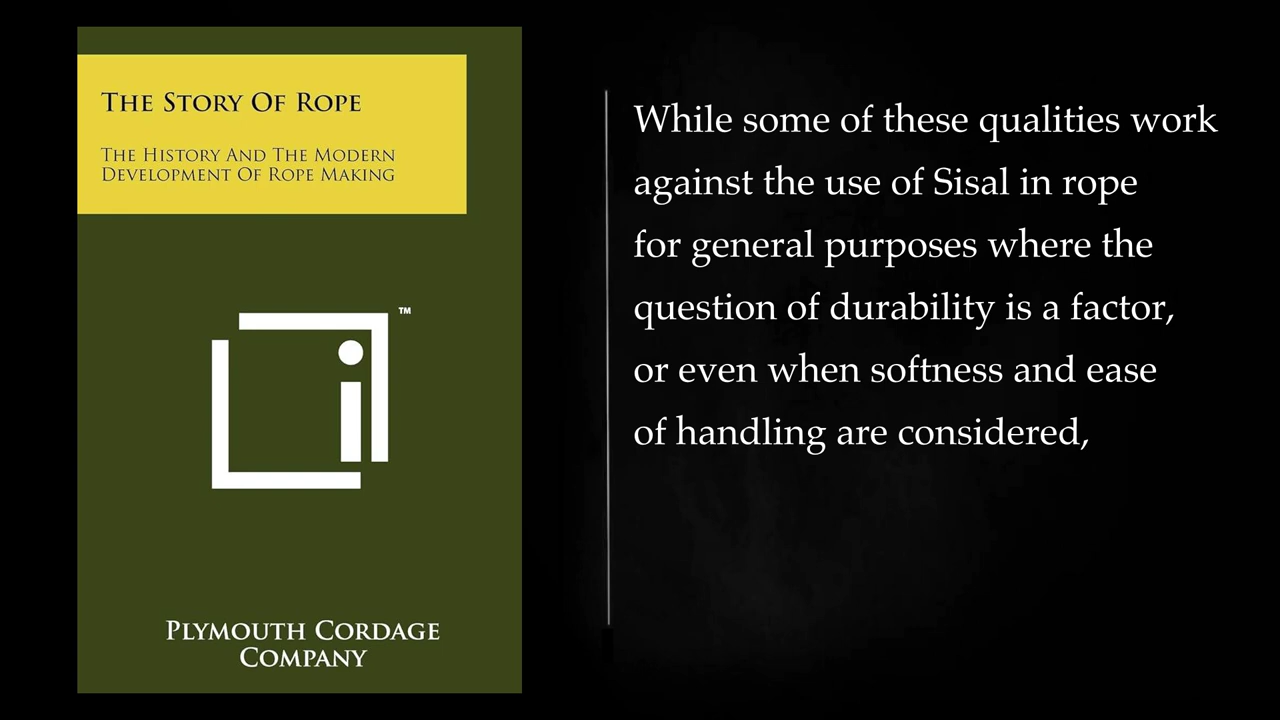 THE STORY OF ROPE
THE HISTORY AND THE MODERN
DEVELOPMENT OF ROPE MAKING
TM
PLYMOUTH CORDAGE
COMPANY
While some of these qualities work
against the use of Sisal in rope
for general purposes where the
question of durability is a factor,
or even when softness and ease
of handling are considered,